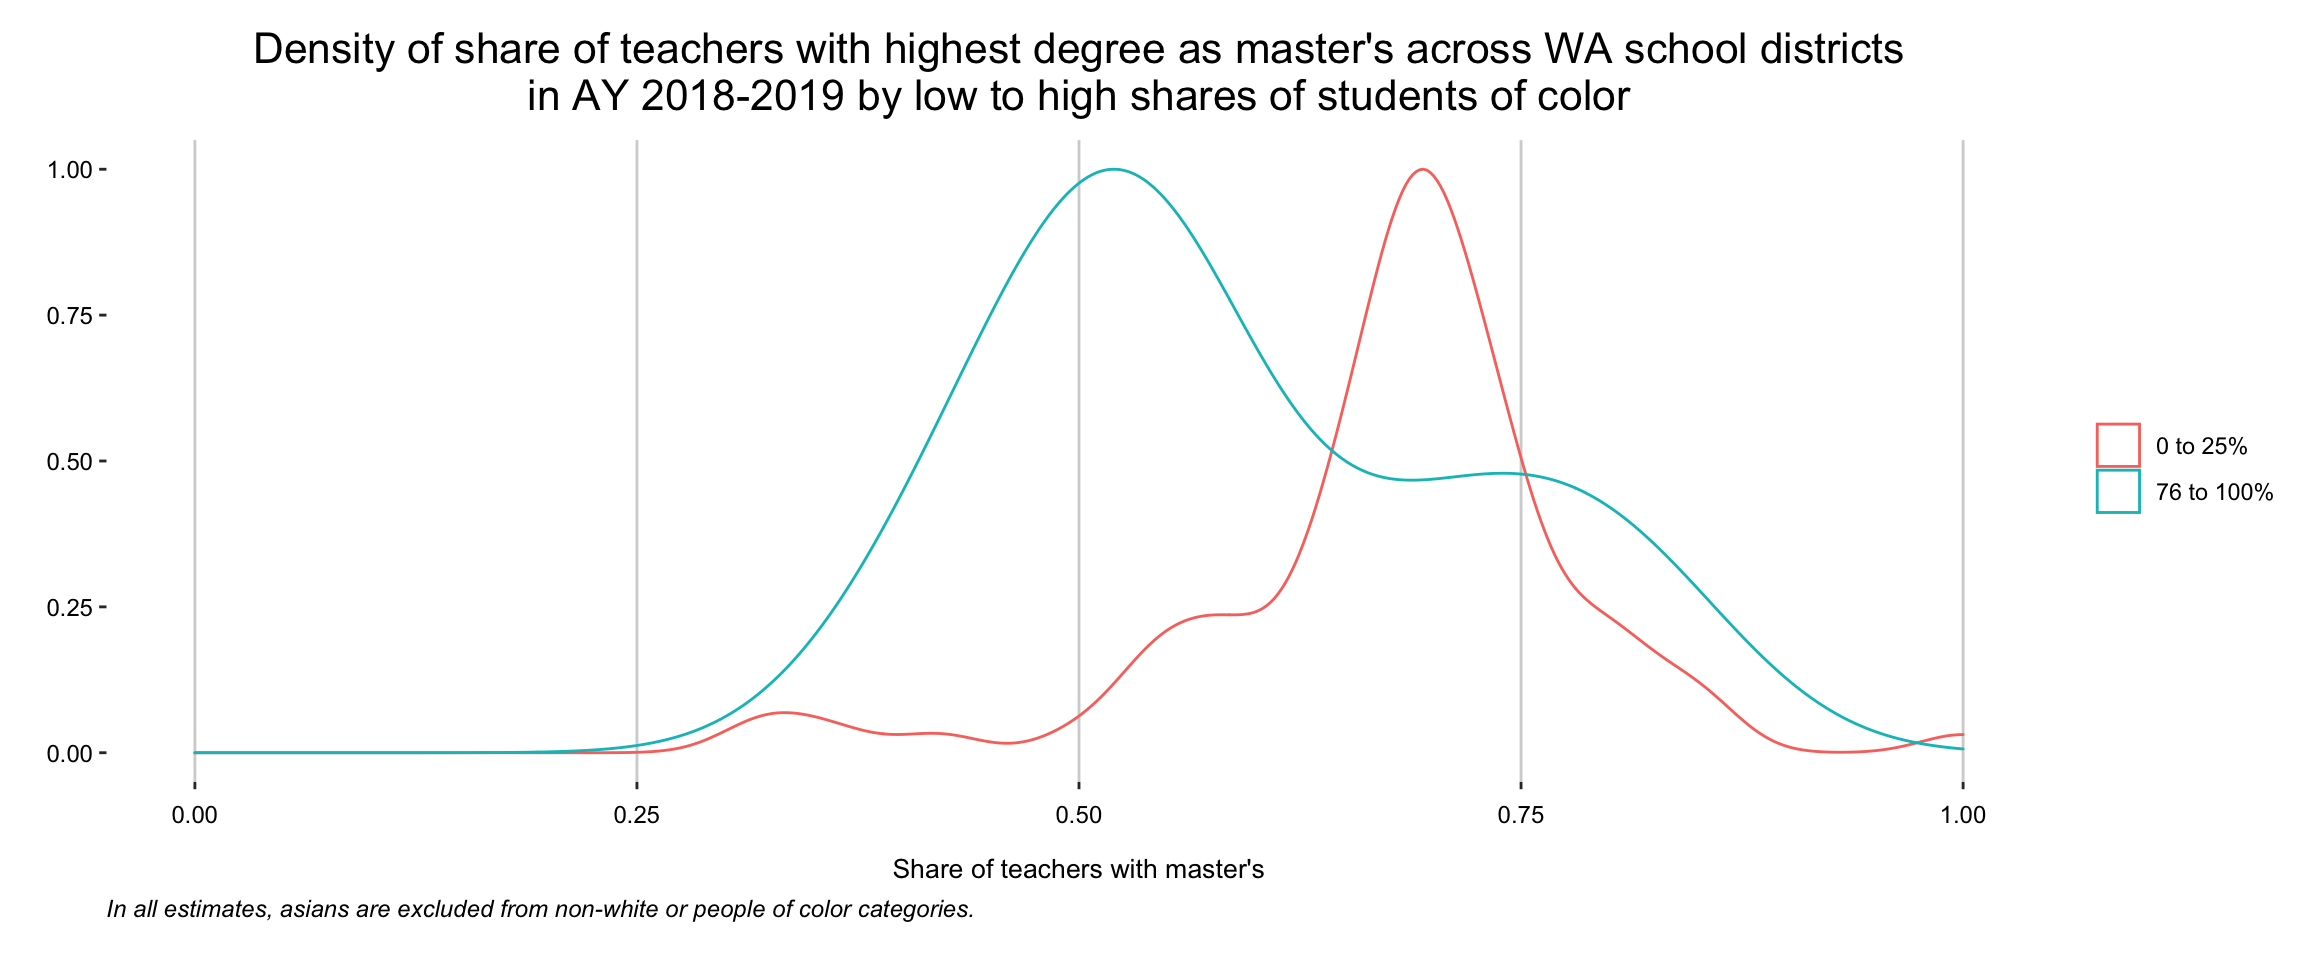 Density of share of teachers with highest degree as master's across WA school districts
in AY 2018-2019 by low to high shares of students of color
1.00
0.75
0.50
0.25
0.00
0 to 25%
76 to 100%
0.00 0.25 0.50 0.75 1.00
Share of teachers with master's
In all estimates, asians are excluded from non-white or people of color categories.